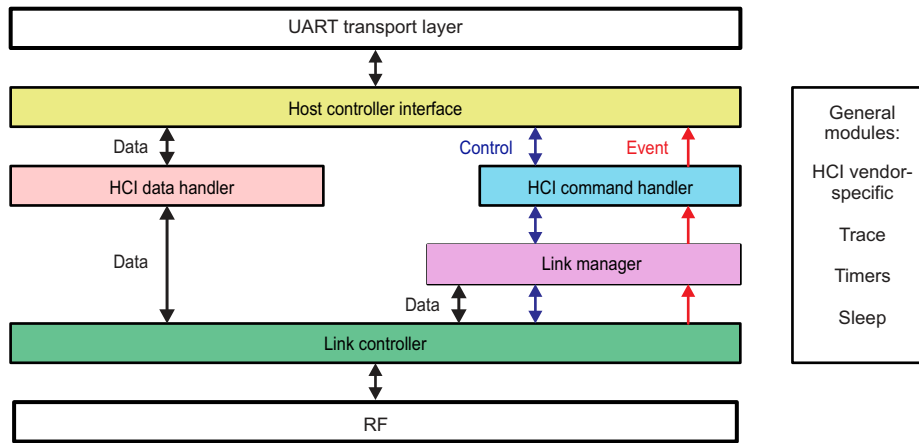 UART transport layer
Host controller interface
Data
Control
Event
HCI data handler
HCI command handler
Data
Link manager
Data
Link controller
RF
General
modules:
HCI vendor-
specific
Trace
Timers
Sleep